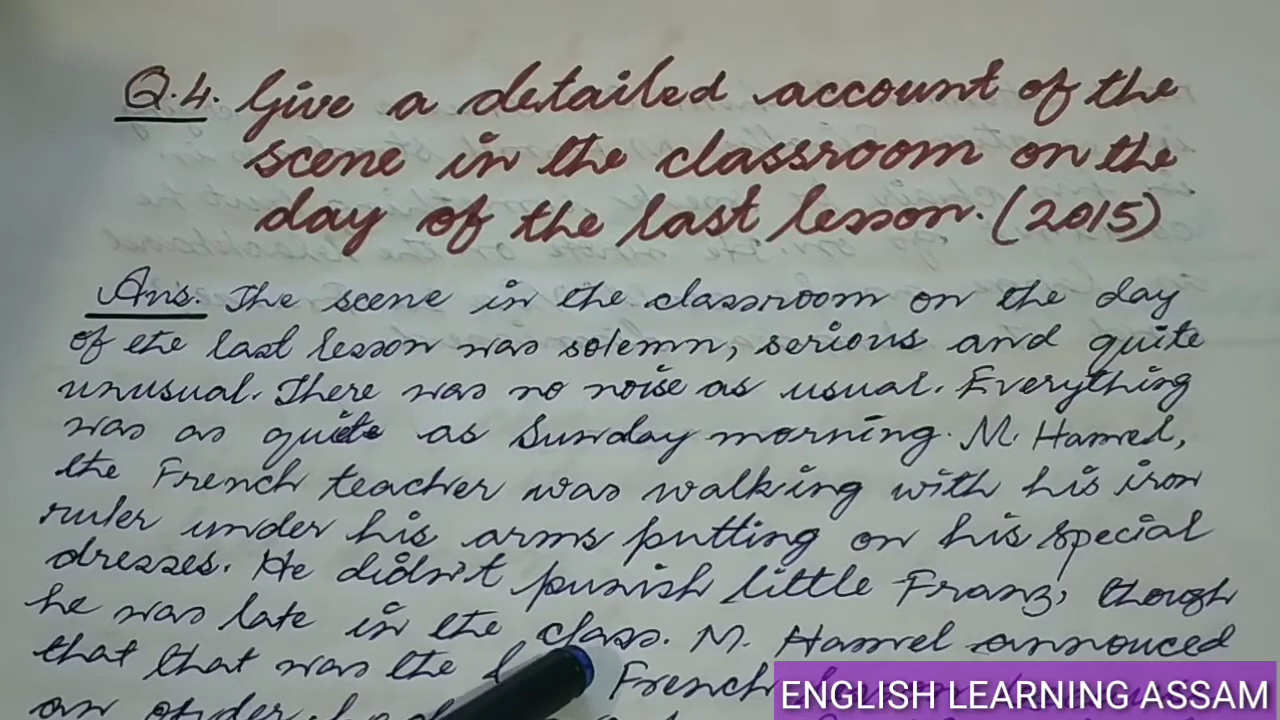 Q.4. Give a detailed account of the
scene in the classroom on the
day of the last lesson. (2015)
Ans. The scene in the classroom on the day
of the last lesson was solemn, serious and quite
unusual. There was no noise as usual. Everything
was as quite as Sunday morning. M. Hamel,
the French teacher was walking with his iron
ruler under his arms putting on his special
dresses. He didn't punish little Franz, though
he was late in the class. M. Hamel annouced
that that was the French
an order
ENGLISH LEARNING ASSAM